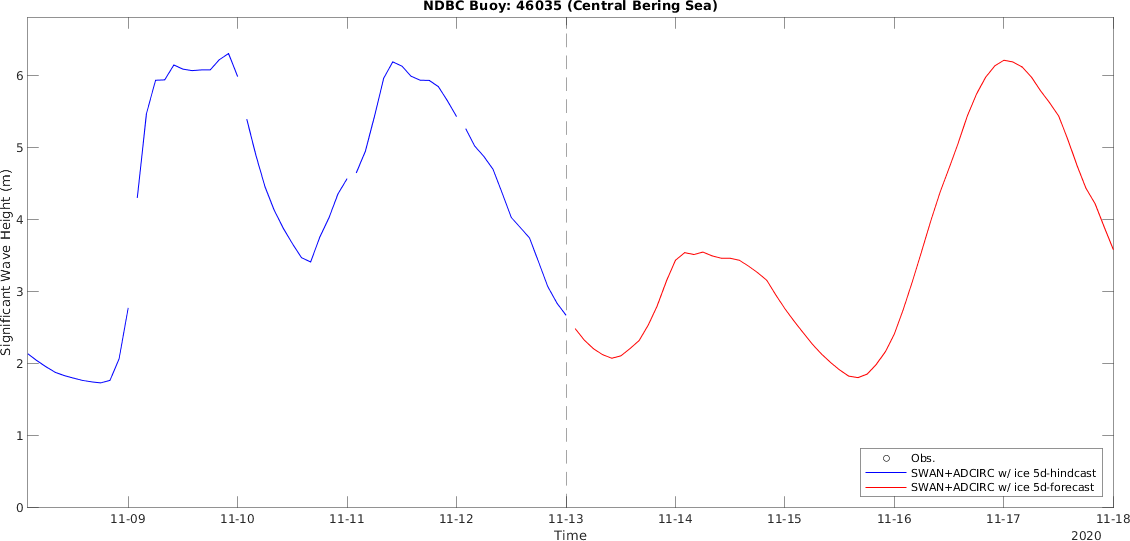 NDBC Buoy: 46035 (Central Bering Sea)
Significant Wave Height (m)
6
5
4
3
2
1
0
Obs.
SWAN+ADCIRC w/ ice 5d-hindcast
SWAN+ADCIRC w/ ice 5d-forecast
11-09 11-10 11-11 11-12 11-13 11-14 11-15 11-16 11-17 11-18
Time
2020